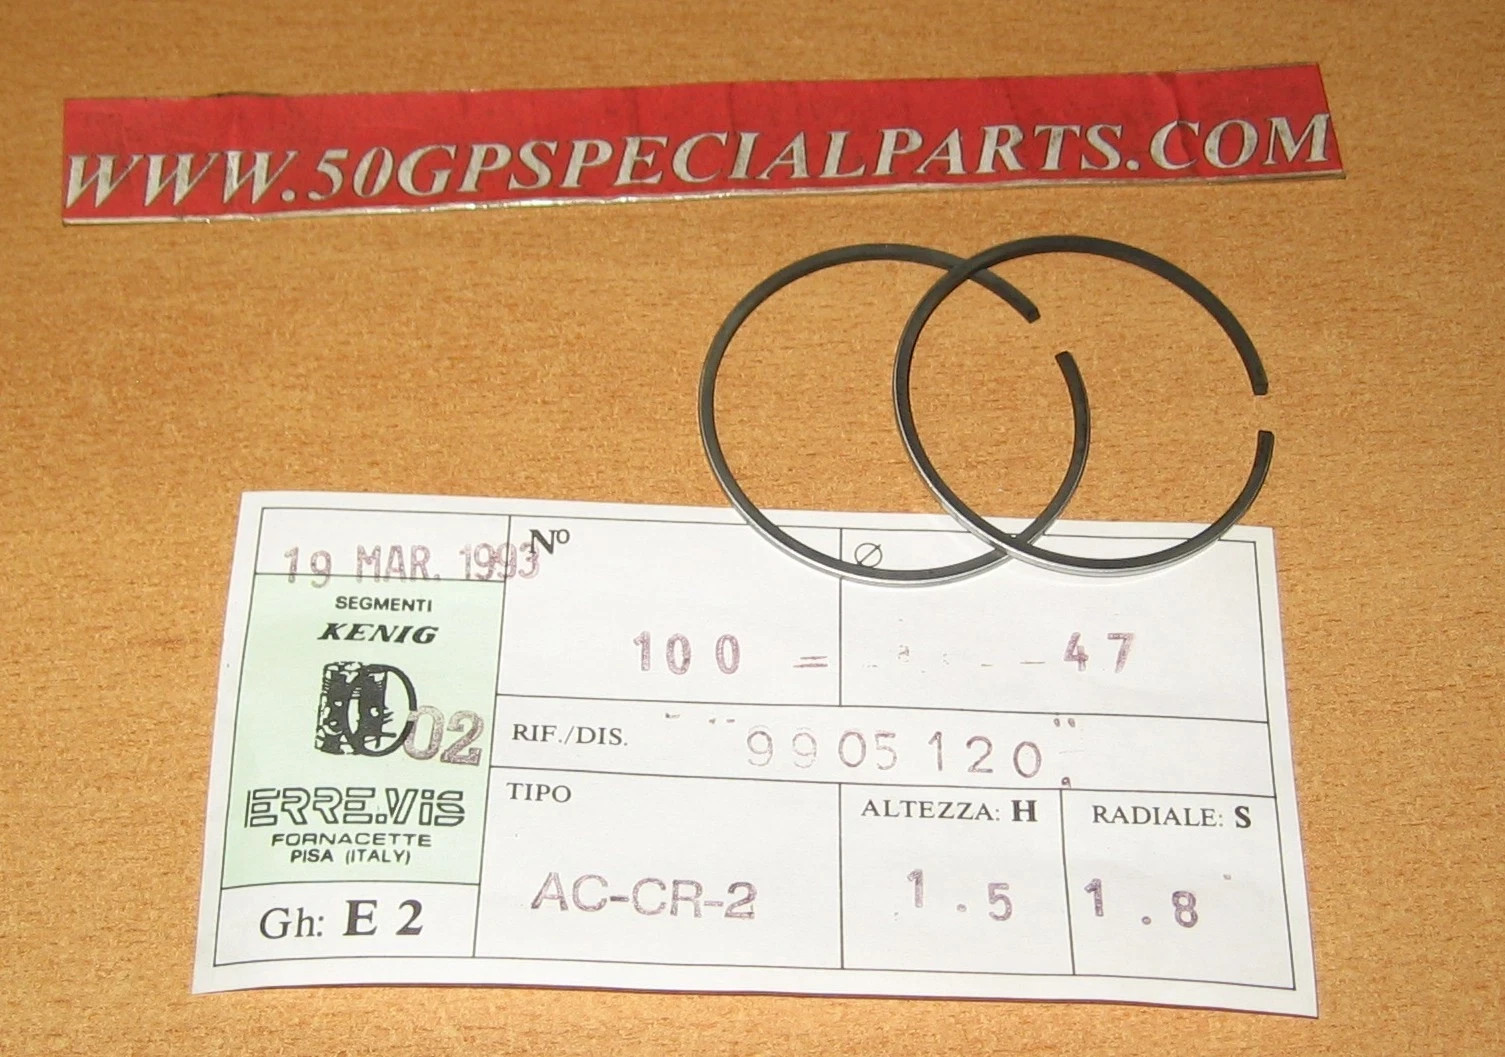 WWW.50GPSPECIALPARTS.COM
19 MAR. 1993
Nº
Ø
SEGMENTI
KENIG
02
ERRE.ViS
FORNACETTE
PISA (ITALY)
Gh: E 2
100 =
47
RIF./DIS.
"9905120"
TIPO
AC-CR-2
ALTEZZA: H
1.5
RADIALE: S
1.8